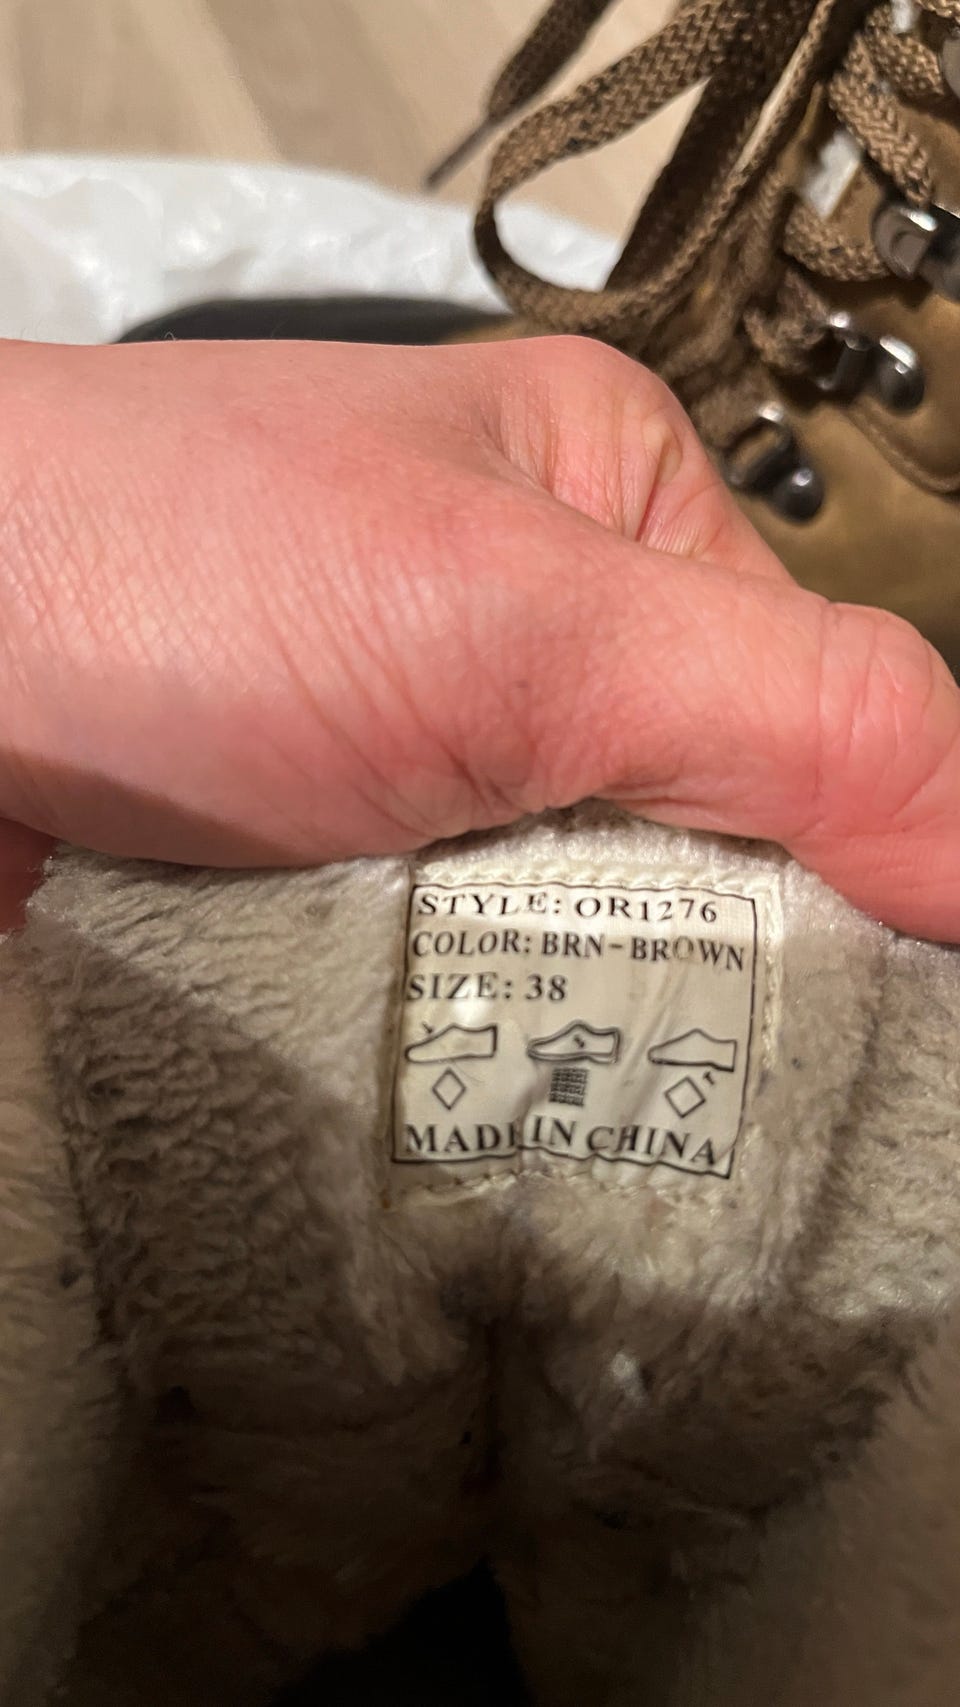 STYLE: OR1276
COLOR: BRN-BROWN
SIZE: 38
MADE IN CHINA